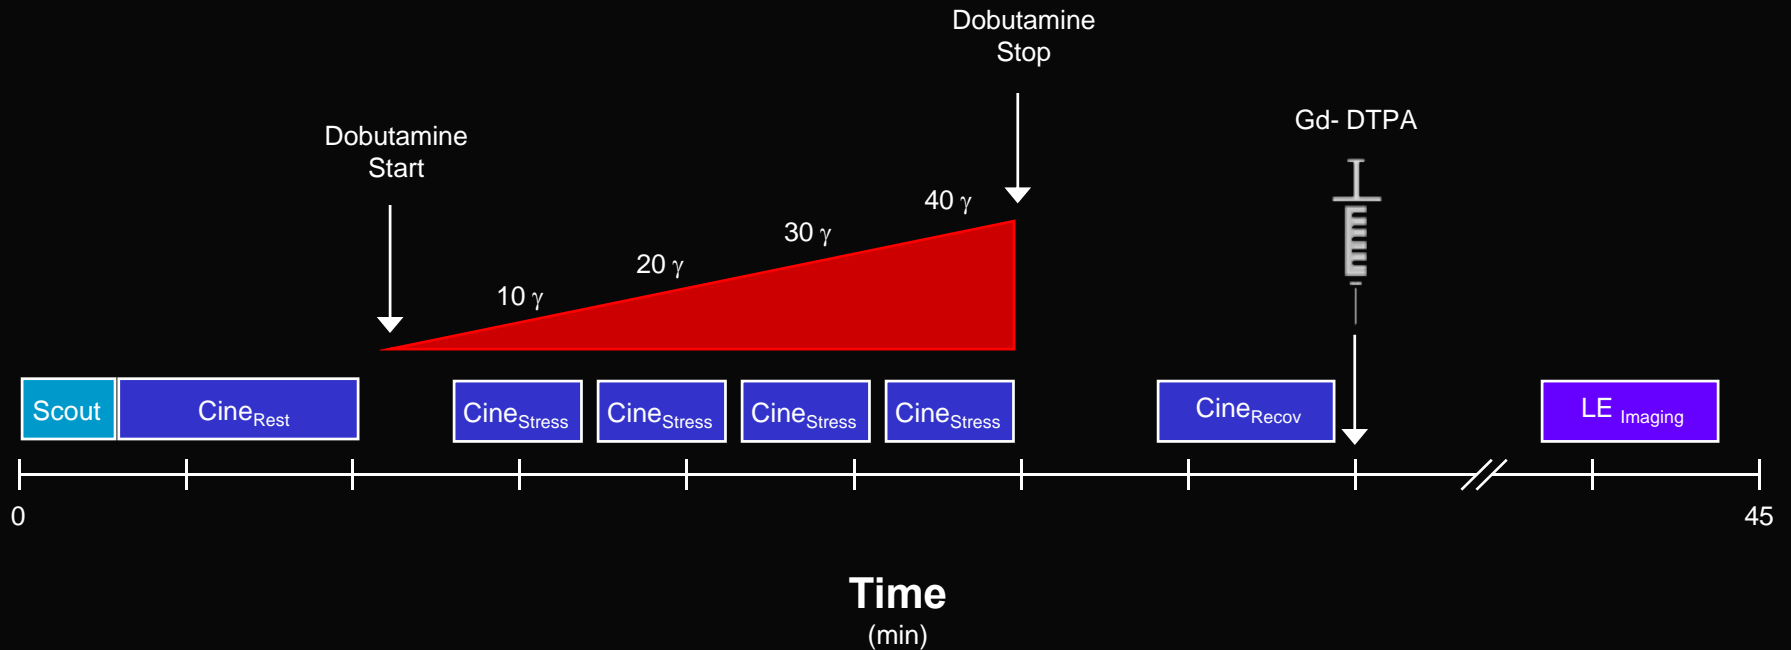 Dobutamine
Stop
Dobutamine
Start
Gd- DTPA
40 γ
30 γ
20 γ
10 γ
Scout
CineRest
CineStress
CineStress
CineStress
CineStress
CineRecov
LE Imaging
0
45
Time
(min)